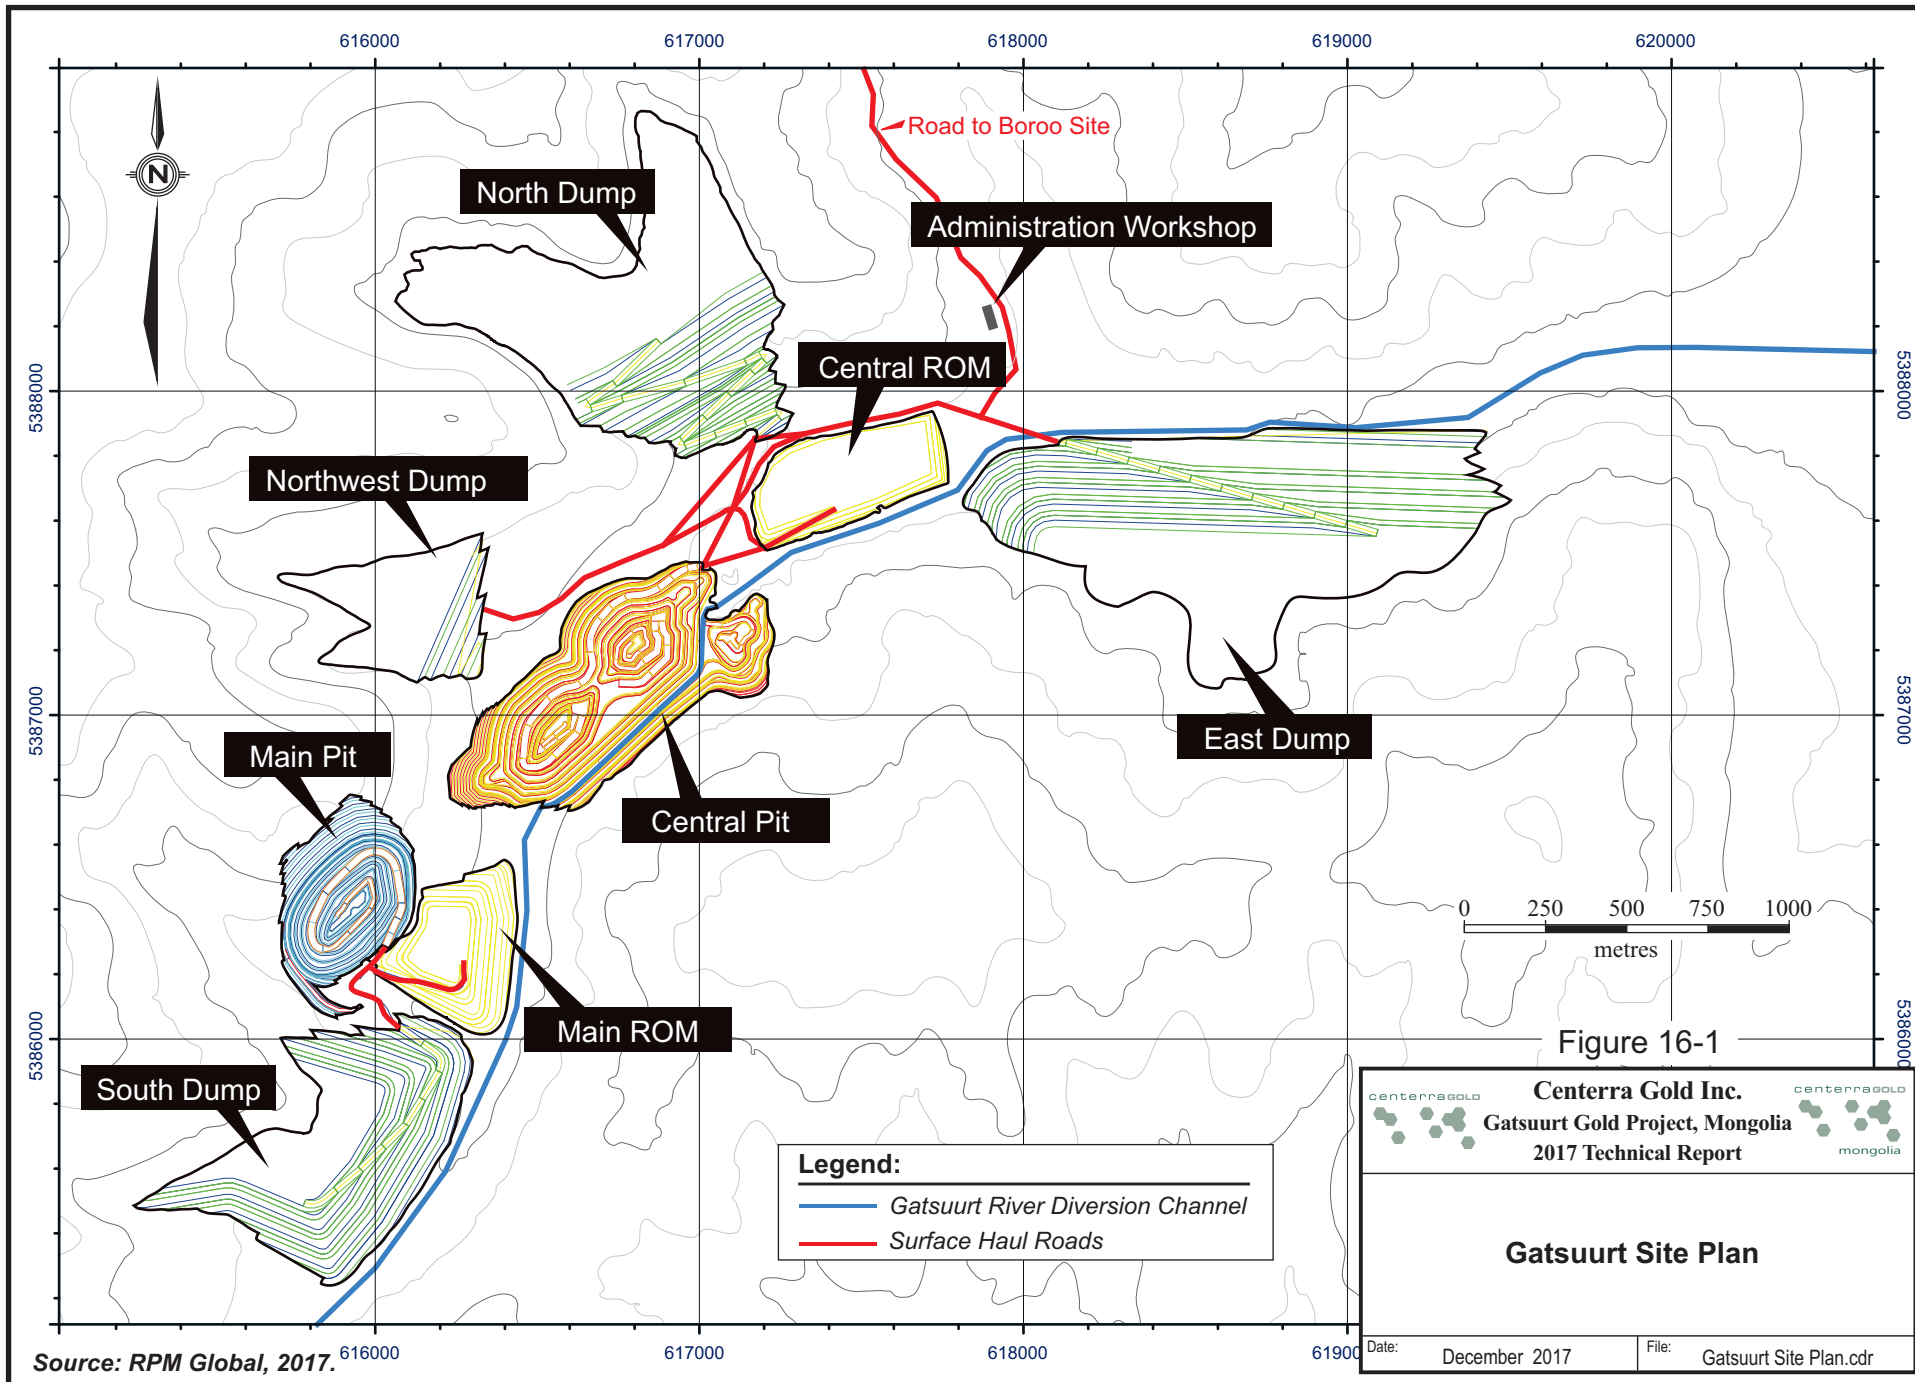 616000
617000
618000
619000
620000
Road to Boroo Site
N
North Dump
Administration Workshop
Central ROM
5388000
5388000
Northwest Dump
5387000
5387000
East Dump
Main Pit
Central Pit
0 250 500 750 1000
metres
Main ROM
5386000
5386000
South Dump
Figure 16-1
centerraGOLD
Centerra Gold Inc.
Gatsuurt Gold Project, Mongolia
2017 Technical Report
centerraGOLD
mongolia
Legend:
Gatsuurt River Diversion Channel
Surface Haul Roads
Gatsuurt Site Plan
Date: December 2017
File: Gatsuurt Site Plan.cdr
Source: RPM Global, 2017.
616000
617000
618000
61900